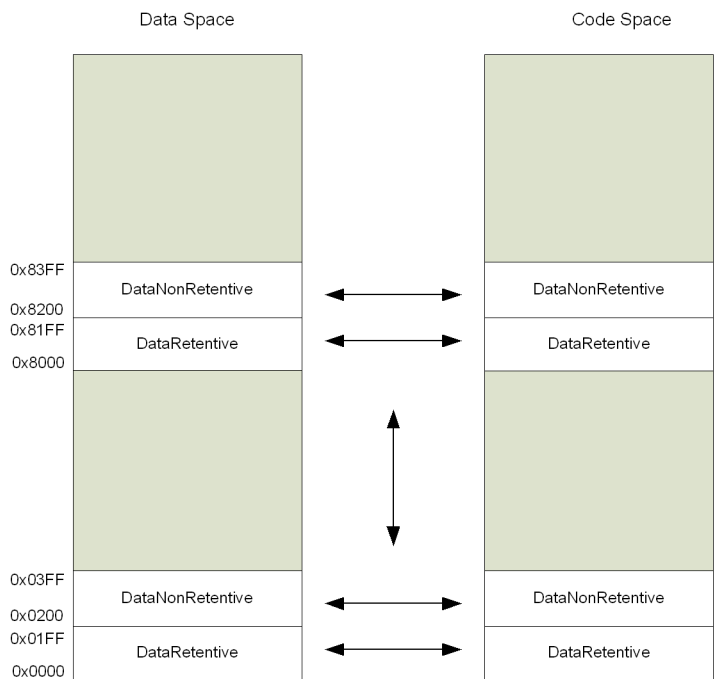 Data Space Code Space
0x83FF
DataNonRetentive DataNonRetentive
0x8200
0x81FF
DataRetentive DataRetentive
0x8000
0x03FF
DataNonRetentive DataNonRetentive
0x0200
0x01FF
DataRetentive DataRetentive
0x0000